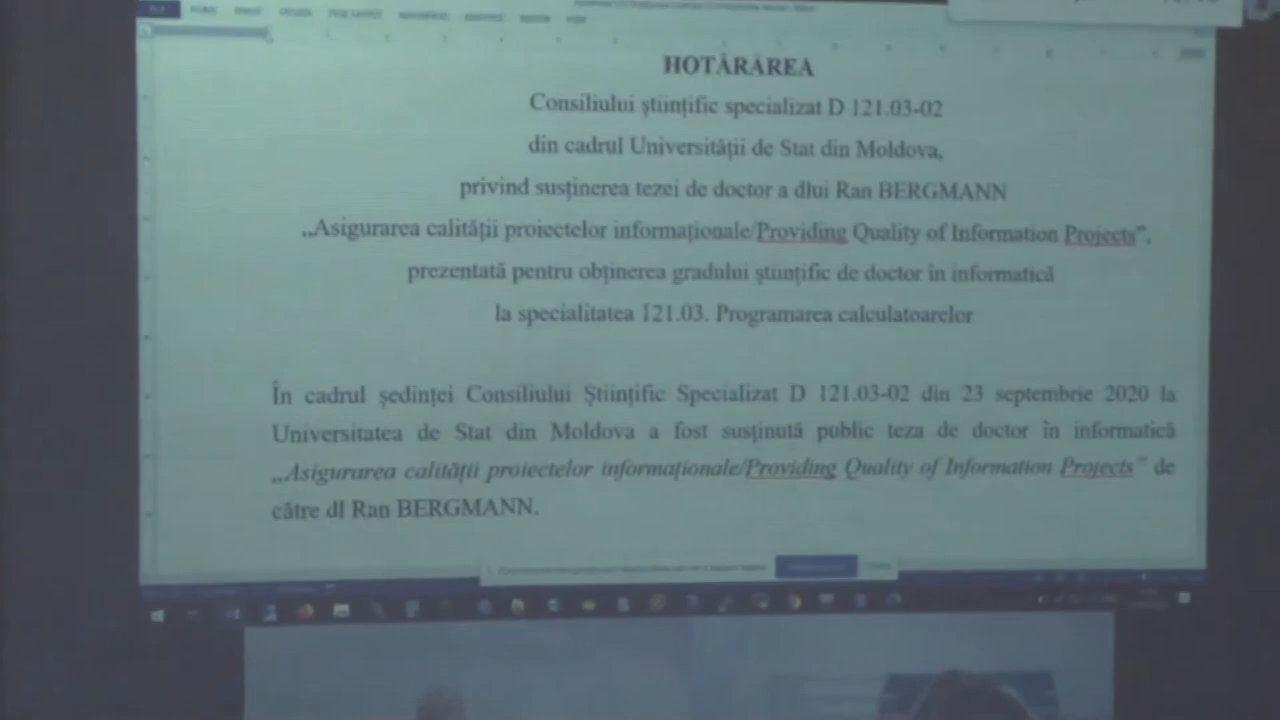 HOTĂRÂREA
Consiliului științific specializat D 121.03-02
din cadrul Universității de Stat din Moldova,
privind susținerea tezei de doctor a dlui Ran BERGMANN
„Asigurarea calității proiectelor informaționale/Providing Quality of Information Projects”,
prezentată pentru obținerea gradului științific de doctor în informatică
la specialitatea 121.03. Programarea calculatoarelor
În cadrul ședinței Consiliului Științific Specializat D 121.03-02 din 23 septembrie 2020 la
Universitatea de Stat din Moldova a fost susținută public teza de doctor în informatică
„Asigurarea calității proiectelor informaționale/Providing Quality of Information Projects” de
către dl Ran BERGMANN.